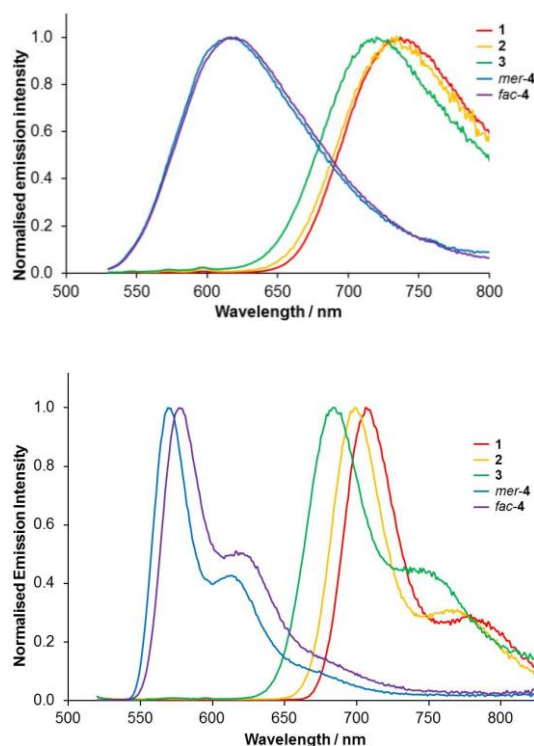 Normalised emission intensity
1.0
0.8
0.6
0.4
0.2
0.0
500 550 600 650 700 750 800
Wavelength / nm
1
2
3
mer-4
fac-4
Normalised Emission Intensity
1.0
0.8
0.6
0.4
0.2
0.0
500 550 600 650 700 750 800
Wavelength / nm
1
2
3
mer-4
fac-4